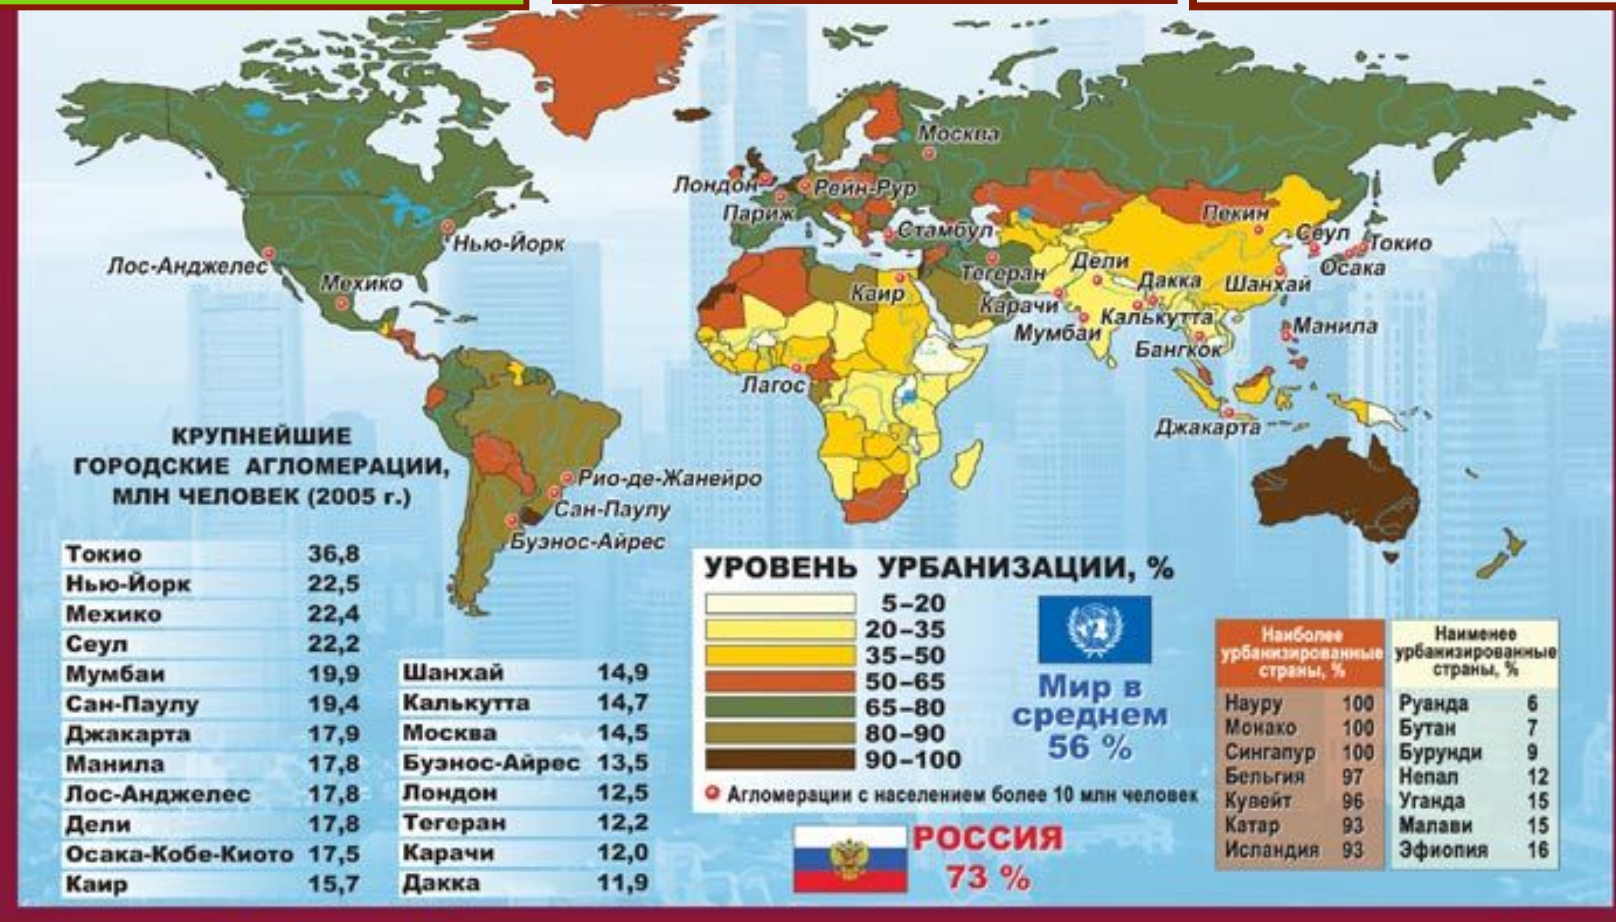 Москва
Лондон
Рейн-Рур
Париж
Стамбул
Пекин
Сеул
Токио
Осака
Нью-Йорк
Лос-Анджелес
Мехико
Тегеран
Дели
Дакка
Шанхай
Каир
Карачи
Калькутта
Мумбаи
Манила
Бангкок
Лагос
Джакарта
Рио-де-Жанейро
Сан-Паулу
Буэнос-Айрес
КРУПНЕЙШИЕ
ГОРОДСКИЕ АГЛОМЕРАЦИИ,
МЛН ЧЕЛОВЕК (2005 г.)
Токио 36,8
Нью-Йорк 22,5
Мехико 22,4
Сеул 22,2
Мумбаи 19,9
Сан-Паулу 19,4
Джакарта 17,9
Манила 17,8
Лос-Анджелес 17,8
Дели 17,8
Осака-Кобе-Киото 17,5
Каир 15,7
Шанхай 14,9
Калькутта 14,7
Москва 14,5
Буэнос-Айрес 13,5
Лондон 12,5
Тегеран 12,2
Карачи 12,0
Дакка 11,9
УРОВЕНЬ УРБАНИЗАЦИИ, %
5–20
20–35
35–50
50–65
65–80
80–90
90–100
Агломерации с населением более 10 млн человек
Мир в
среднем
56 %
РОССИЯ
73 %
Наиболее
урбанизированные
страны, %
Науру 100
Монако 100
Сингапур 100
Бельгия 97
Кувейт 96
Катар 93
Исландия 93
Наименее
урбанизированные
страны, %
Руанда 6
Бутан 7
Бурунди 9
Непал 12
Уганда 15
Малави 15
Эфиопия 16